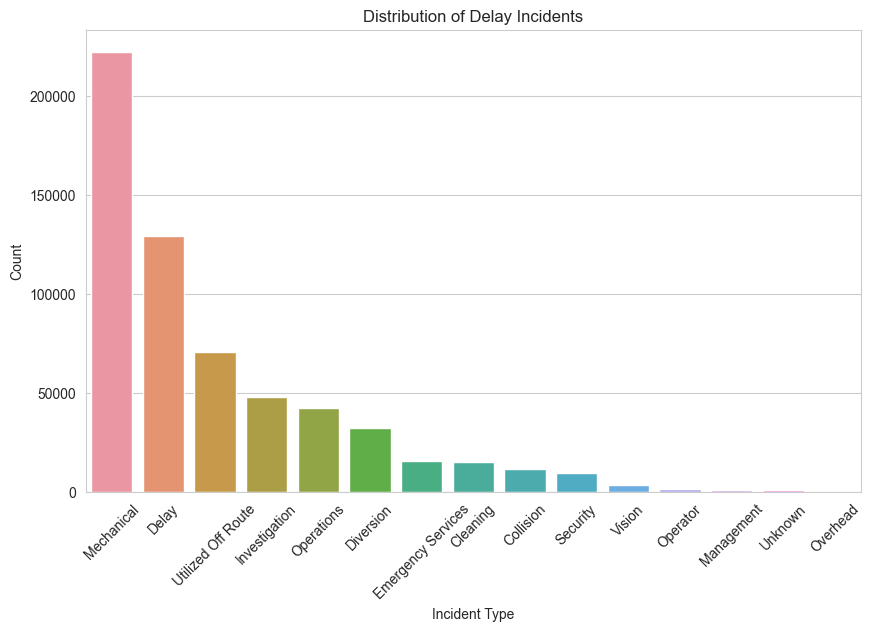 Distribution of Delay Incidents
200000
150000
100000
50000
0
Count
Mechanical
Delay
Utilized Off Route
Investigation
Operations
Diversion
Emergency Services
Cleaning
Collision
Security
Vision
Operator
Management
Unknown
Overhead
Incident Type